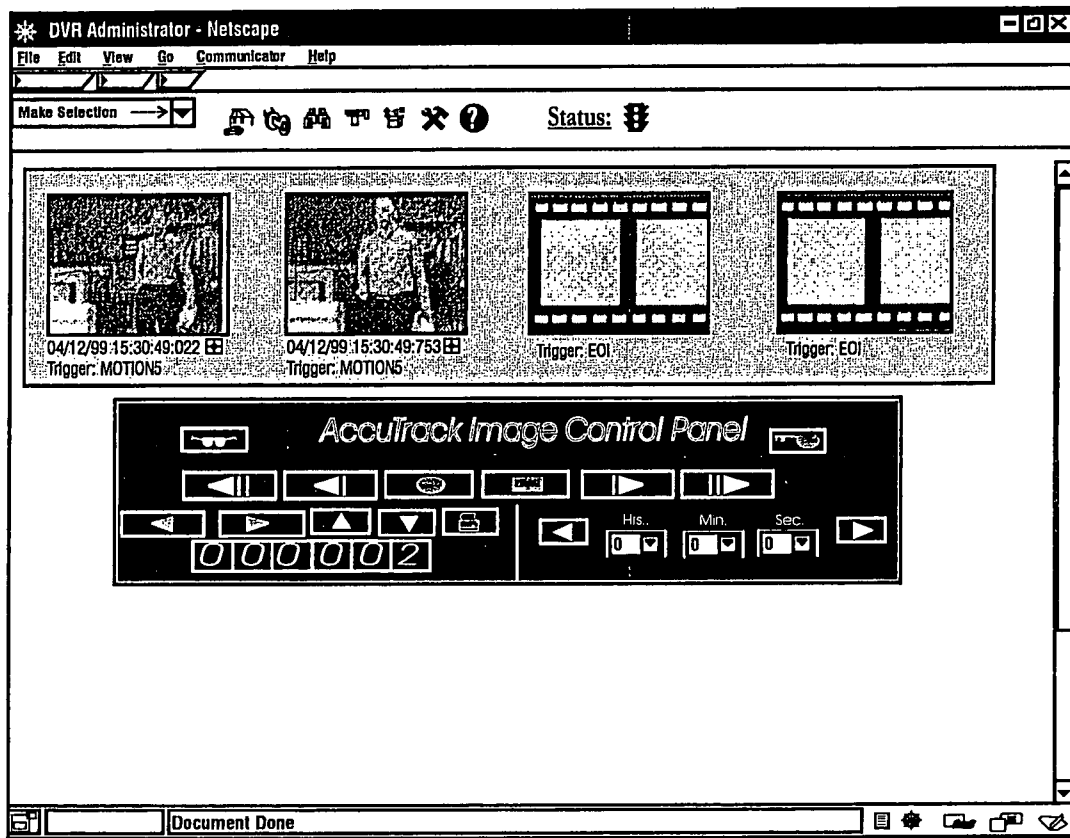 DVR Administrator - Netscape
File Edit View Go Communicator Help
Make Selection
Status:
04/12/99 15:30:49:022
Trigger: MOTION5
04/12/99 15:30:49:753
Trigger: MOTION5
Trigger: EOI
Trigger: EOI
AccuTrack Image Control Panel
His.. Min. Sec.
0 0 0
000002
Document Done